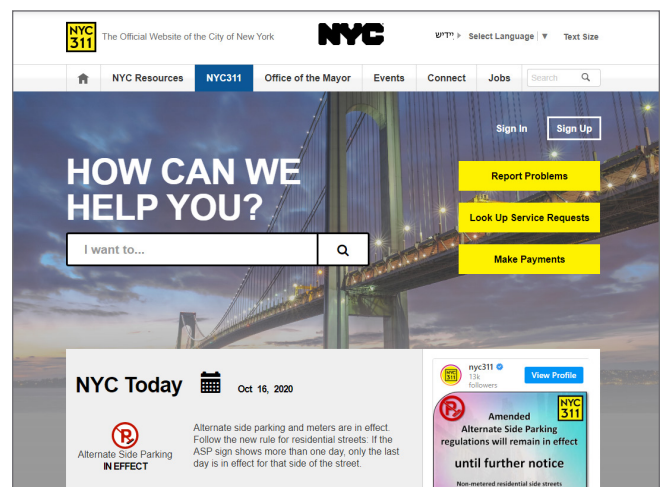 NYC
311
The Official Website of the City of New York
NYC
ייִדיש
Select Language ▼
Text Size
NYC Resources
NYC311
Office of the Mayor
Events
Connect
Jobs
Search
Sign In
Sign Up
HOW CAN WE
HELP YOU?
I want to...
Report Problems
Look Up Service Requests
Make Payments
NYC Today
Oct 16, 2020
Alternate Side Parking
IN EFFECT
Alternate side parking and meters are in effect.
Follow the new rule for residential streets: If the
ASP sign shows more than one day, only the last
day is in effect for that side of the street.
NYC
311
nyc311
13k
followers
View Profile
P
NYC
311
Amended
Alternate Side Parking
regulations will remain in effect
until further notice
Non-metered residential side streets